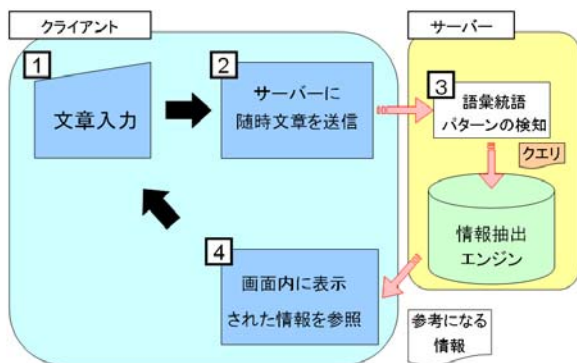 クライアント
サーバー
1
文章入力
2
サーバーに
随時文章を送信
3
語彙統語
パターンの検知
クエリ
情報抽出
エンジン
4
画面内に表示
された情報を参照
参考になる
情報